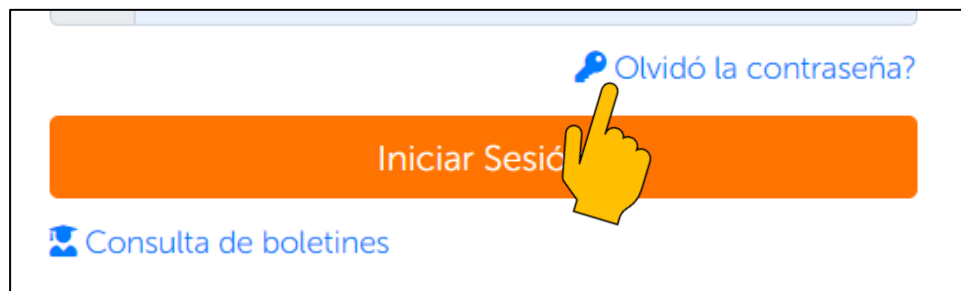 Olvidó la contraseña?
Iniciar Sesió
Consulta de boletines